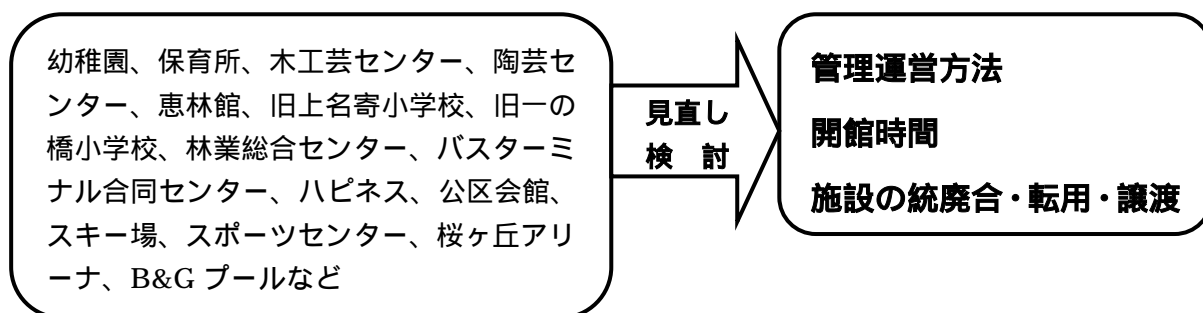 幼稚園、保育所、木工芸センター、陶芸セ
ンター、恵林館、旧上名寄小学校、旧一の
橋小学校、林業総合センター、バスターミ
ナル合同センター、ハピネス、公区会館、
スキー場、スポーツセンター、桜ヶ丘アリ
ーナ、B&G プールなど
見直し
検　討
管理運営方法
開館時間
施設の統廃合・転用・譲渡